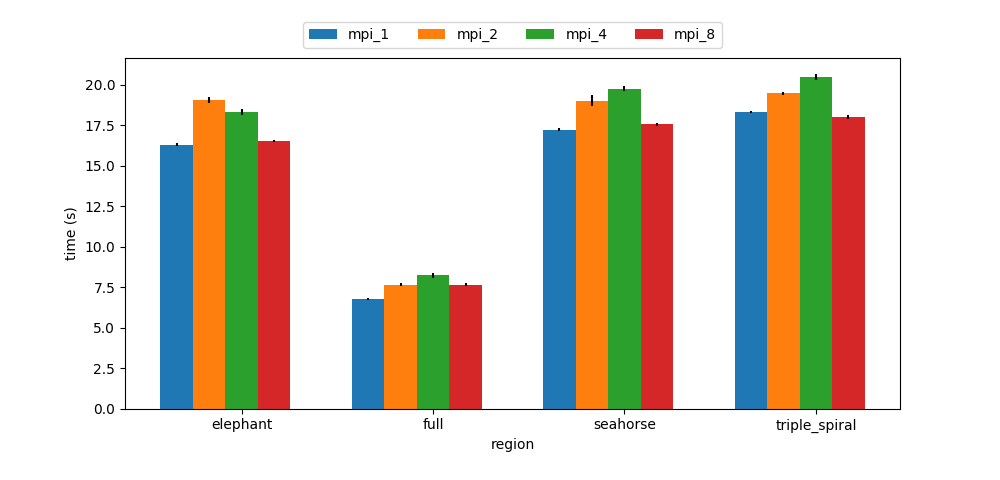 mpi_1 mpi_2 mpi_4 mpi_8
20.0
17.5
15.0
12.5
10.0
7.5
5.0
2.5
0.0
time (s)
elephant full seahorse triple_spiral
region